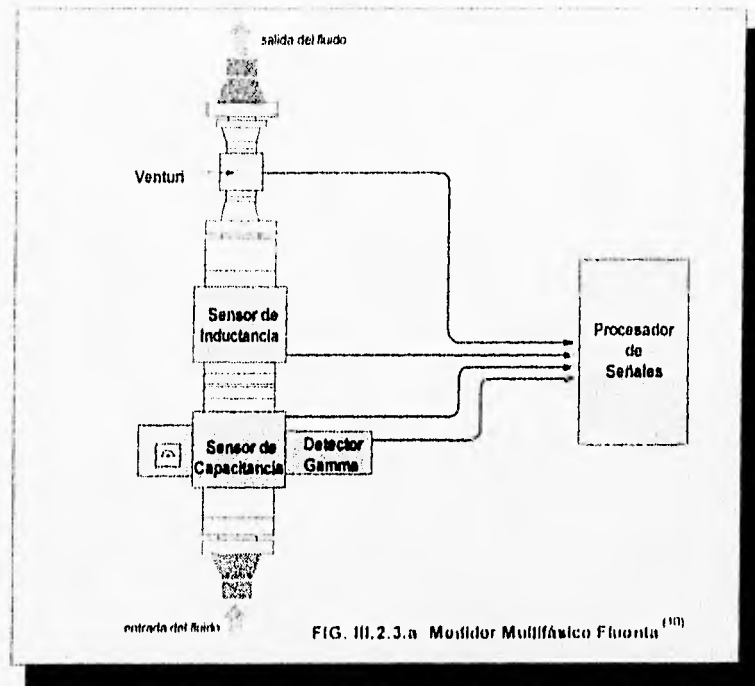 salida del fluido
Venturi
Sensor de
Inductancia
Procesador
de
Señales
Sensor de
Capacitancia
Detector
Gamma
entrada del fluido
FIG. III.2.3.a Medidor Multifásico Fluenta